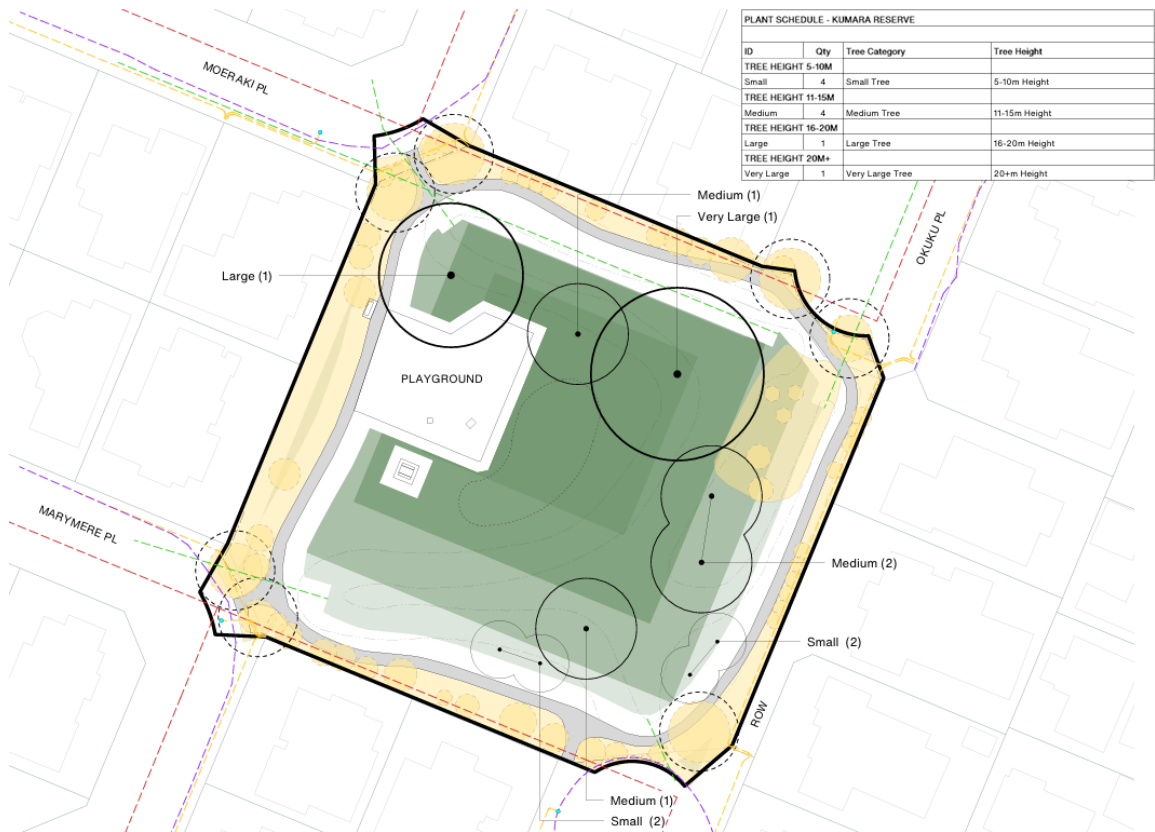 PLANT SCHEDULE - KUMARA RESERVE
ID Qty Tree Category Tree Height
TREE HEIGHT 5-10M
Small 4 Small Tree 5-10m Height
TREE HEIGHT 11-15M
Medium 4 Medium Tree 11-15m Height
TREE HEIGHT 16-20M
Large 1 Large Tree 16-20m Height
TREE HEIGHT 20M+
Very Large 1 Very Large Tree 20+m Height
MOERAKI PL
Medium (1)
Very Large (1)
OKUKU PL
Large (1)
PLAYGROUND
MARYMERE PL
Medium (2)
Small (2)
ROW
Medium (1)
Small (2)